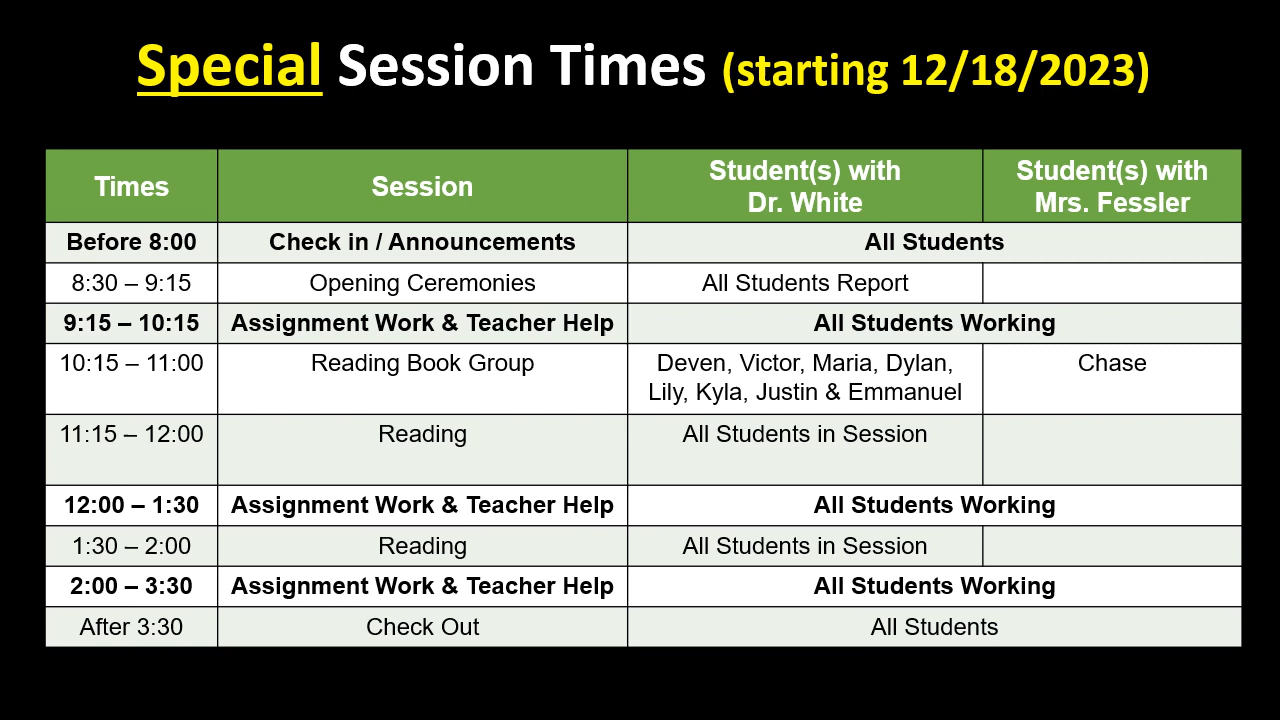 Special Session Times (starting 12/18/2023)
Times Session Student(s) with Dr. White Student(s) with Mrs. Fessler
Before 8:00 Check in / Announcements All Students
8:30 – 9:15 Opening Ceremonies All Students Report
9:15 – 10:15 Assignment Work & Teacher Help All Students Working
10:15 – 11:00 Reading Book Group Deven, Victor, Maria, Dylan, Lily, Kyla, Justin & Emmanuel Chase
11:15 – 12:00 Reading All Students in Session
12:00 – 1:30 Assignment Work & Teacher Help All Students Working
1:30 – 2:00 Reading All Students in Session
2:00 – 3:30 Assignment Work & Teacher Help All Students Working
After 3:30 Check Out All Students